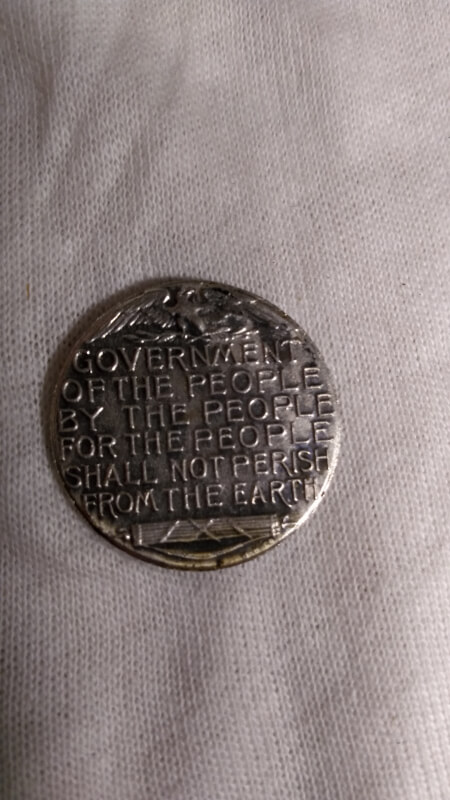 GOVERNMENT
OF THE PEOPLE
BY THE PEOPLE
FOR THE PEOPLE
SHALL NOT PERISH
FROM THE EARTH